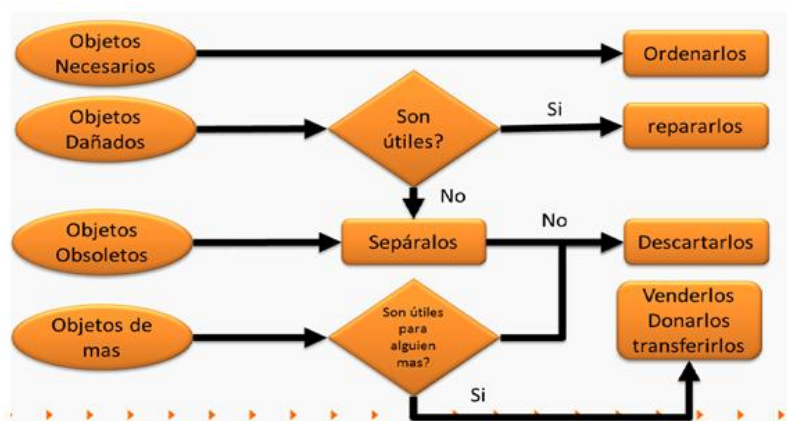 Objetos
Necesarios
Ordenarlos
Objetos
Dañados
Son
útiles?
Si
repararlos
No
Objetos
Obsoletos
Sepáralos
No
Descartarlos
Objetos de
mas
Son útiles
para
alguien
mas?
Venderlos
Donarlos
transferirlos
Si